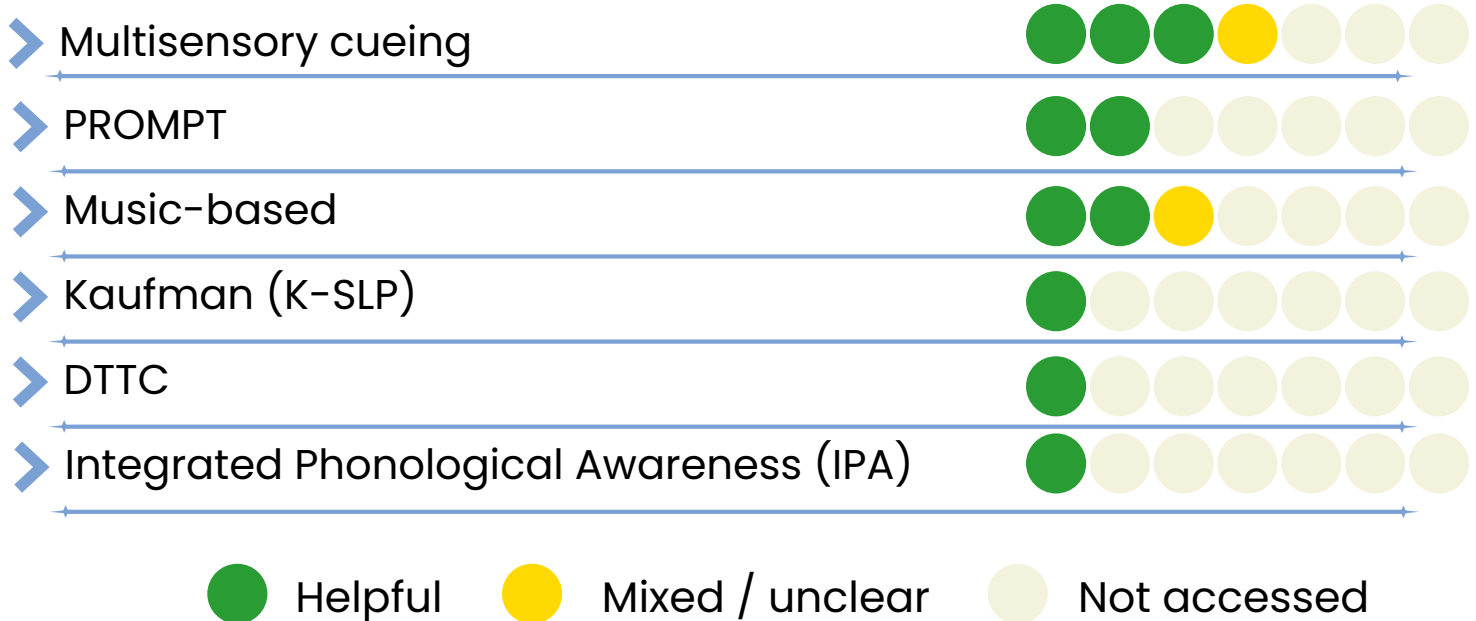 Multisensory cueing
PROMPT
Music-based
Kaufman (K-SLP)
DTTC
Integrated Phonological Awareness (IPA)
Helpful Mixed / unclear Not accessed